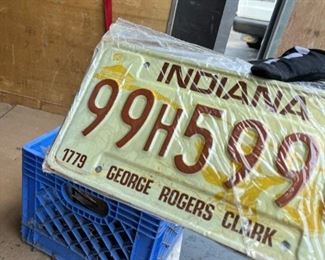 INDIANA
99H599
1779 GEORGE ROGERS CLARK